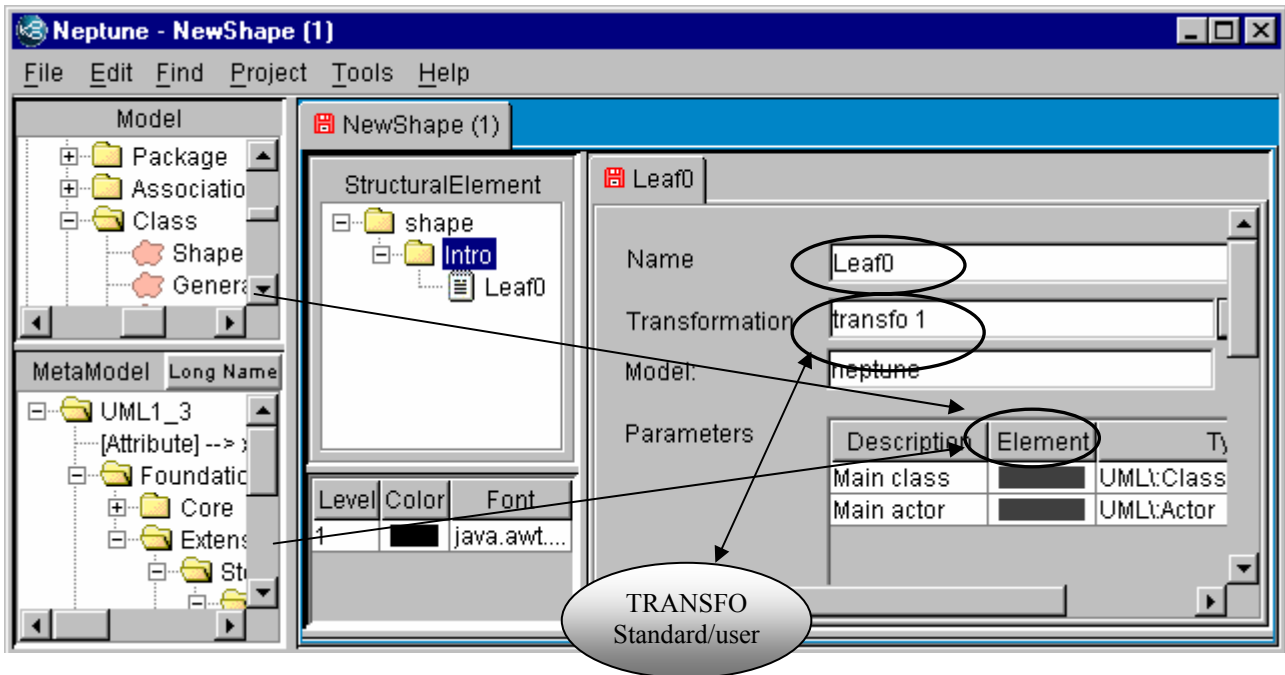 Neptune - NewShape (1)
File Edit Find Project Tools Help
Model
Package
Associatio
Class
Shape
Genera
MetaModel Long Name
UML1_3
[Attribute] -->
Foundatio
Core
Extens
NewShape (1)
StructuralElement
shape
Intro
Leaf0
Level Color Font
1 java.awt....
Leaf0
Name Leaf0
Transformation transfo 1
Model: neptune
Parameters
Description Element Ty
Main class UML\:Class
Main actor UML\:Actor
TRANSFO
Standard/user